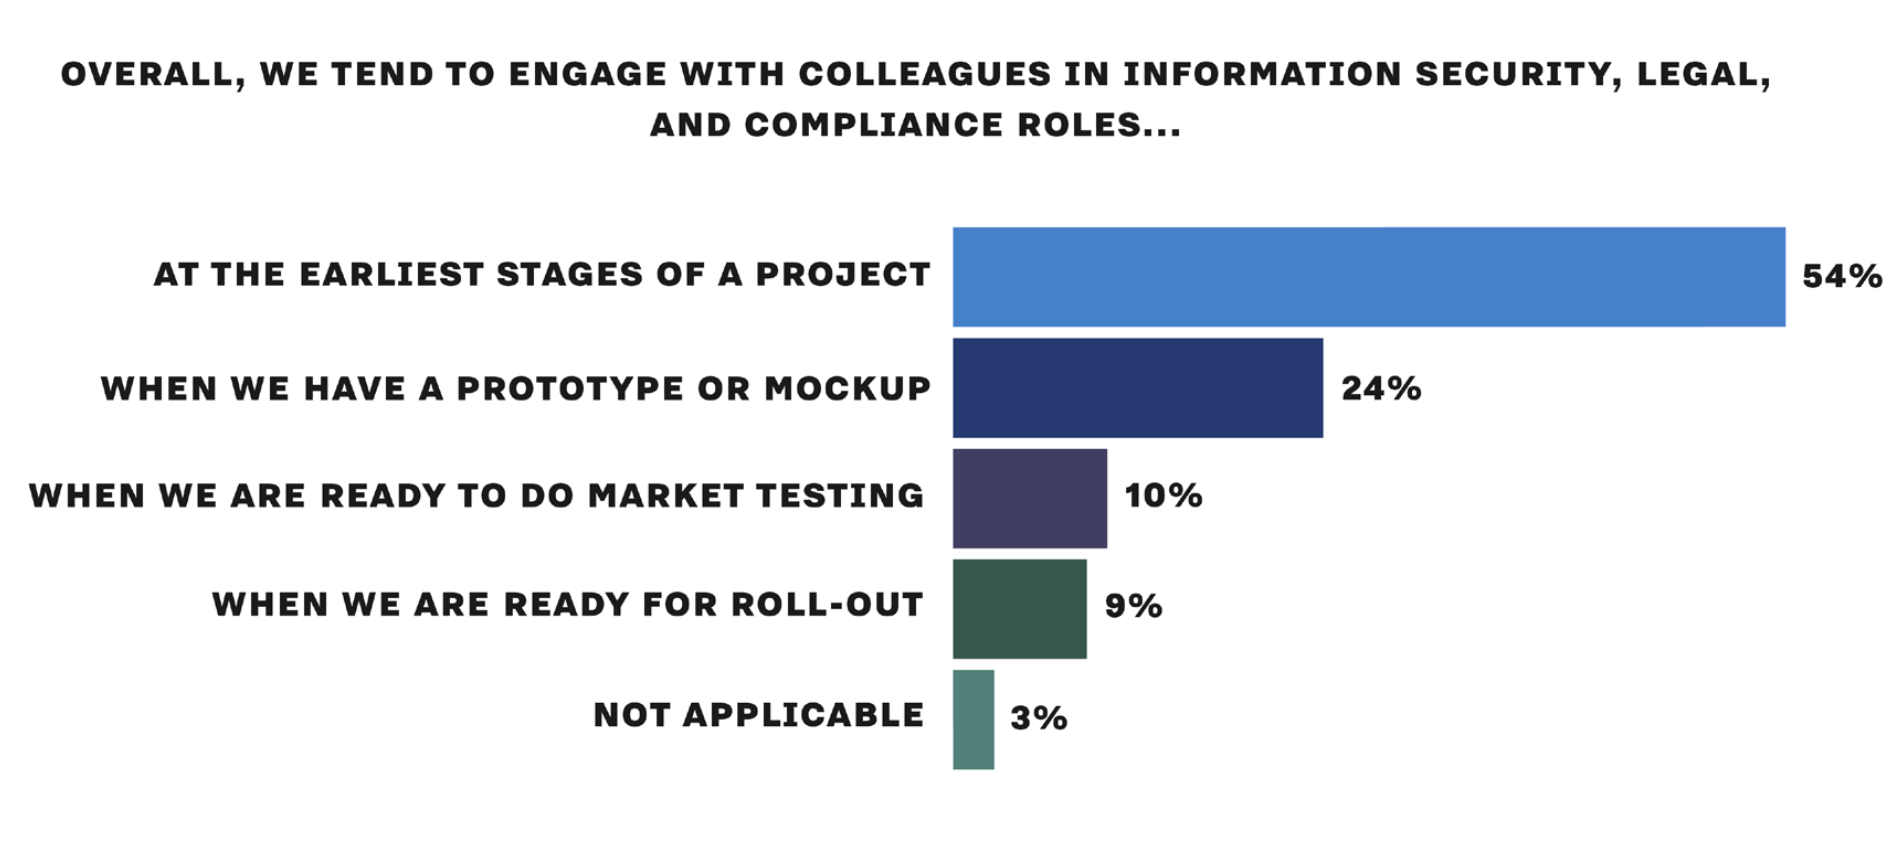 OVERALL, WE TEND TO ENGAGE WITH COLLEAGUES IN INFORMATION SECURITY, LEGAL,
AND COMPLIANCE ROLES...
AT THE EARLIEST STAGES OF A PROJECT 54%
WHEN WE HAVE A PROTOTYPE OR MOCKUP 24%
WHEN WE ARE READY TO DO MARKET TESTING 10%
WHEN WE ARE READY FOR ROLL-OUT 9%
NOT APPLICABLE 3%